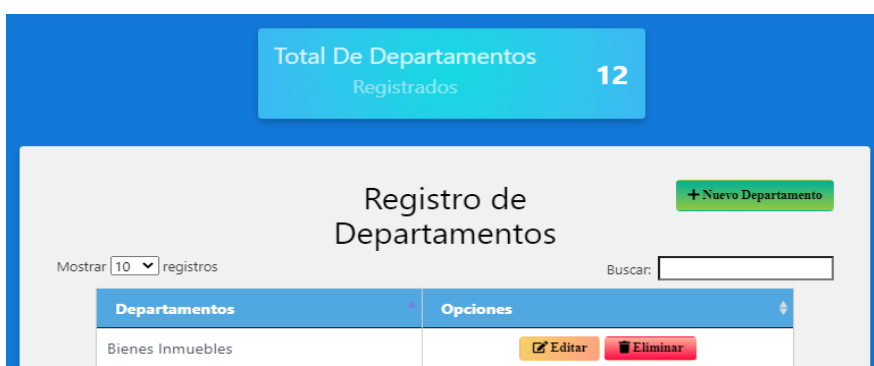 Total De Departamentos
Registrados
12
Registro de
Departamentos
+ Nuevo Departamento
Mostrar 10 registros
Buscar:
Departamentos Opciones
Bienes Inmuebles Editar Eliminar